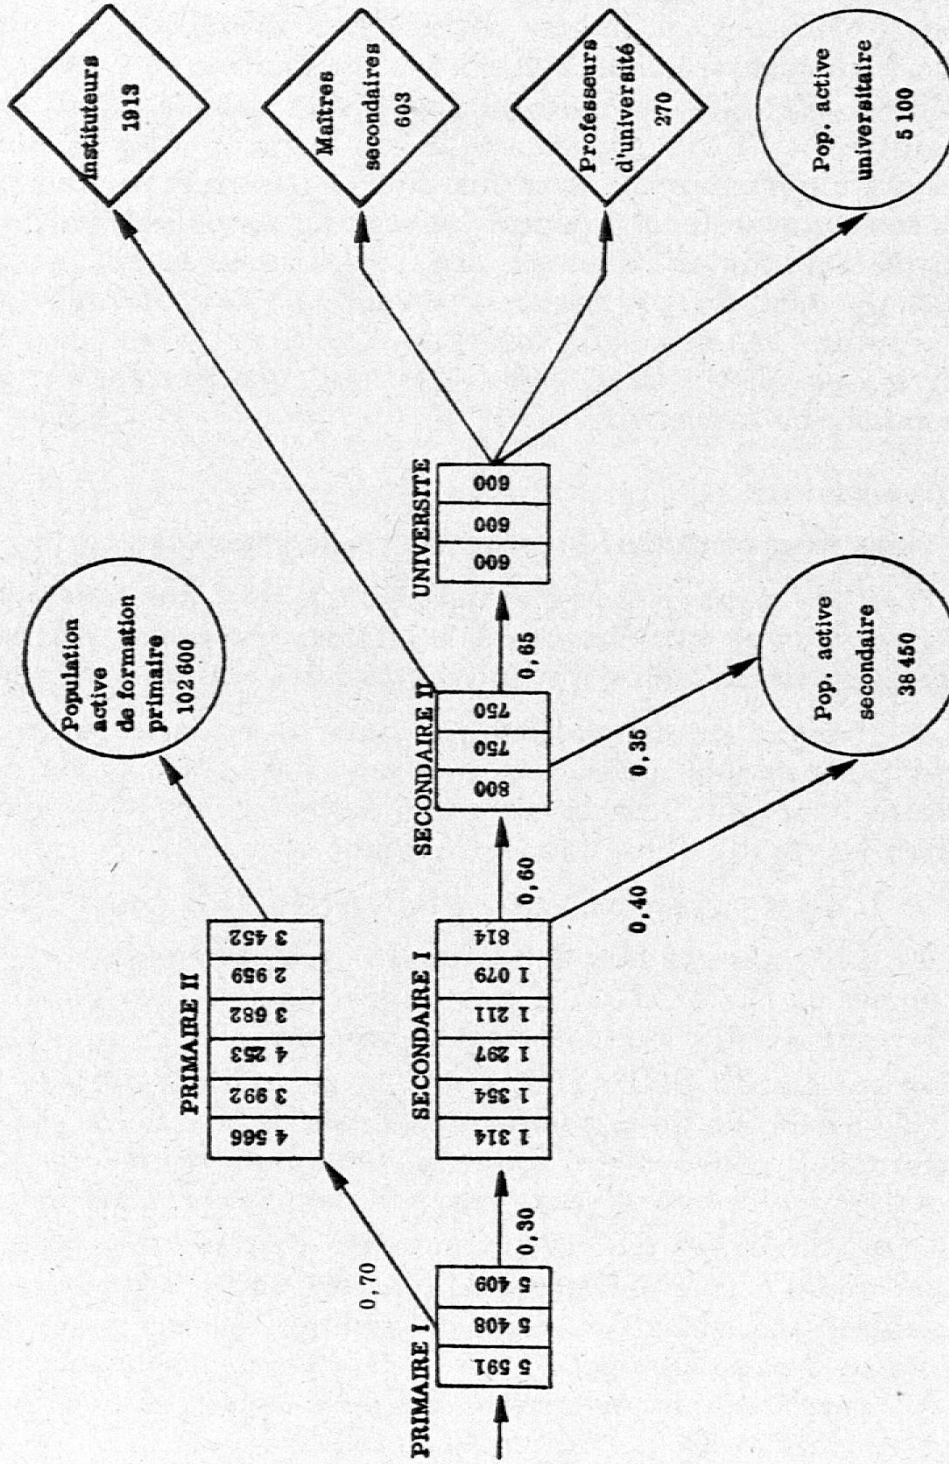 PRIMAIRE I
5 591
5 408
5 409
0,70
0,30
PRIMAIRE II
4 566
3 992
4 253
3 682
2 959
3 452
SECONDAIRE I
1 314
1 354
1 297
1 211
1 079
814
0,60
0,40
Population
active
de formation
primaire
102 600
SECONDAIRE II
800
750
750
0,65
0,35
Pop. active
secondaire
38 450
UNIVERSITE
600
600
600
Instituteurs
1913
Maîtres
secondaires
603
Professeurs
d'université
270
Pop. active
universitaire
5 100